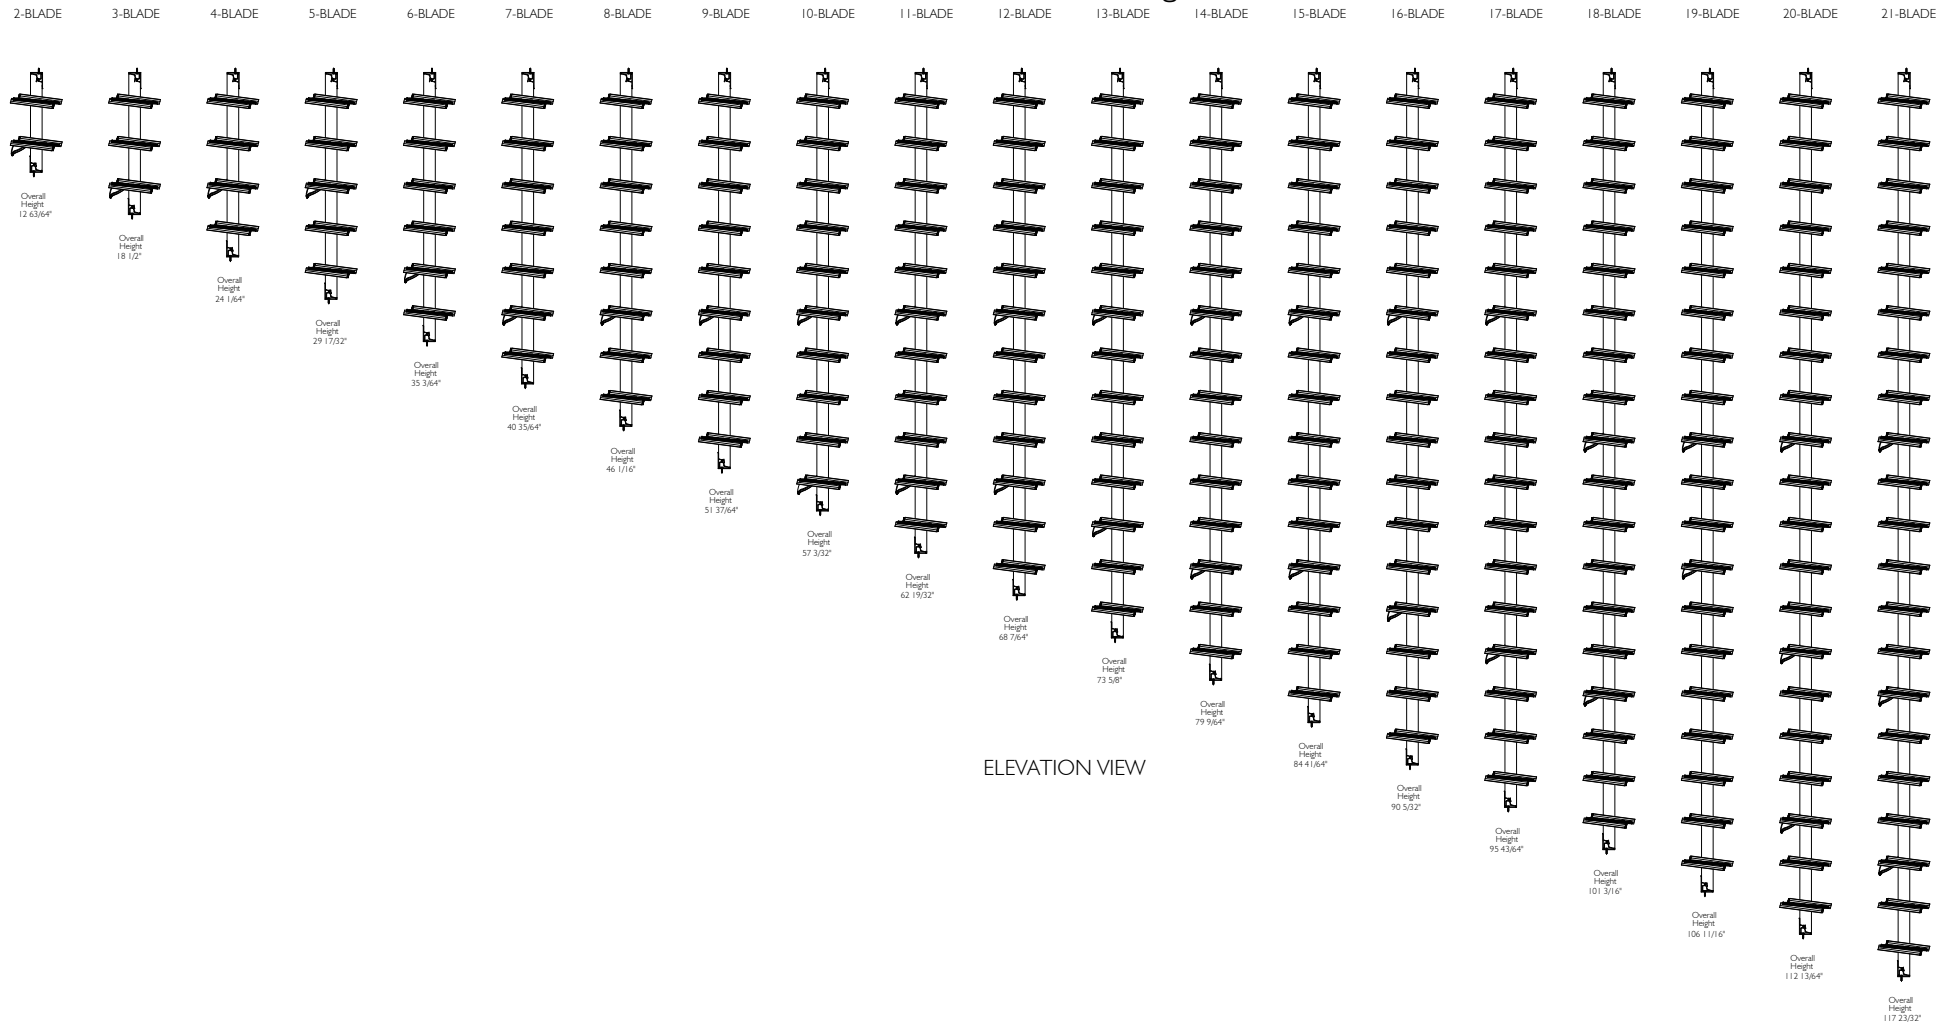 2-BLADE 3-BLADE 4-BLADE 5-BLADE 6-BLADE 7-BLADE 8-BLADE 9-BLADE 10-BLADE 11-BLADE 12-BLADE 13-BLADE 14-BLADE 15-BLADE 16-BLADE 17-BLADE 18-BLADE 19-BLADE 20-BLADE 21-BLADE
Overall
Height
12 63/64"
Overall
Height
18 1/2"
Overall
Height
24 1/64"
Overall
Height
29 17/32"
Overall
Height
35 3/64"
Overall
Height
40 35/64"
Overall
Height
46 1/16"
Overall
Height
51 37/64"
Overall
Height
57 3/32"
Overall
Height
62 19/32"
Overall
Height
68 7/64"
Overall
Height
73 5/8"
Overall
Height
79 9/64"
Overall
Height
84 41/64"
ELEVATION VIEW
Overall
Height
90 5/32"
Overall
Height
95 43/64"
Overall
Height
101 3/16"
Overall
Height
106 11/16"
Overall
Height
112 13/64"
Overall
Height
117 23/32"